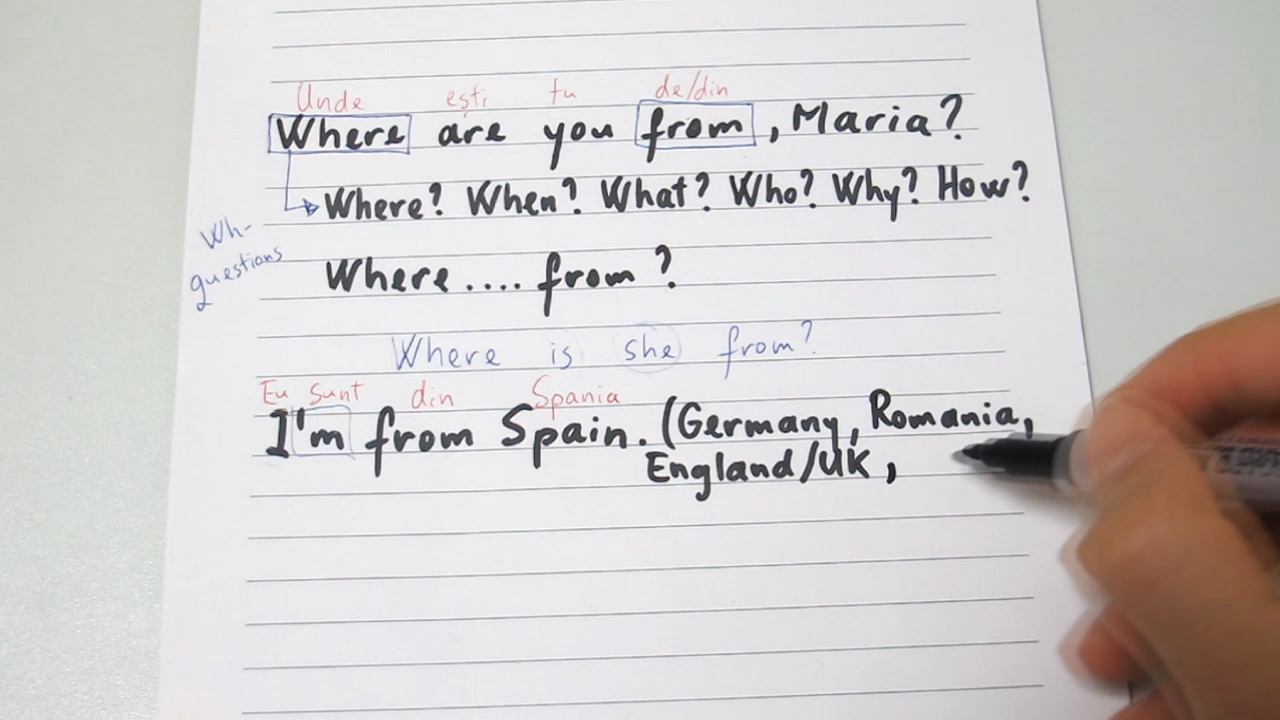 Unde ești tu de/din
Where are you from, Maria?
Where? When? What? Who? Why? How?
Wh-
questions
Where.... from?
Where is she from?
Eu sunt din Spania
I'm from Spain. (Germany, Romania,
England/UK,